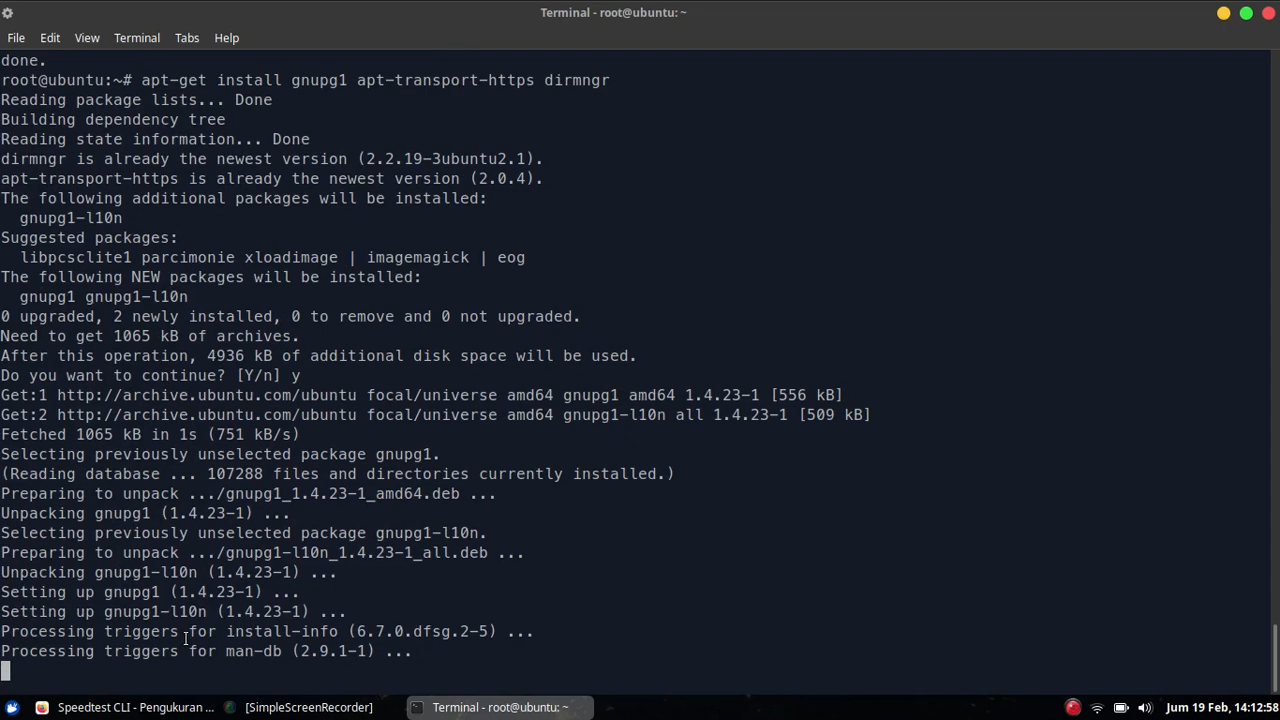 Terminal - root@ubuntu: ~
File Edit View Terminal Tabs Help
done.
root@ubuntu:~# apt-get install gnupg1 apt-transport-https dirmngr
Reading package lists... Done
Building dependency tree
Reading state information... Done
dirmngr is already the newest version (2.2.19-3ubuntu2.1).
apt-transport-https is already the newest version (2.0.4).
The following additional packages will be installed:
  gnupg1-l10n
Suggested packages:
  libpcsclite1 parcimonie xloadimage | imagemagick | eog
The following NEW packages will be installed:
  gnupg1 gnupg1-l10n
0 upgraded, 2 newly installed, 0 to remove and 0 not upgraded.
Need to get 1065 kB of archives.
After this operation, 4936 kB of additional disk space will be used.
Do you want to continue? [Y/n] y
Get:1 http://archive.ubuntu.com/ubuntu focal/universe amd64 gnupg1 amd64 1.4.23-1 [556 kB]
Get:2 http://archive.ubuntu.com/ubuntu focal/universe amd64 gnupg1-l10n all 1.4.23-1 [509 kB]
Fetched 1065 kB in 1s (751 kB/s)
Selecting previously unselected package gnupg1.
(Reading database ... 107288 files and directories currently installed.)
Preparing to unpack .../gnupg1_1.4.23-1_amd64.deb ...
Unpacking gnupg1 (1.4.23-1) ...
Selecting previously unselected package gnupg1-l10n.
Preparing to unpack .../gnupg1-l10n_1.4.23-1_all.deb ...
Unpacking gnupg1-l10n (1.4.23-1) ...
Setting up gnupg1 (1.4.23-1) ...
Setting up gnupg1-l10n (1.4.23-1) ...
Processing triggers for install-info (6.7.0.dfsg.2-5) ...
Processing triggers for man-db (2.9.1-1) ...
Speedtest CLI - Pengukuran ... [SimpleScreenRecorder] Terminal - root@ubuntu: ~ Jum 19 Feb, 14:12:58